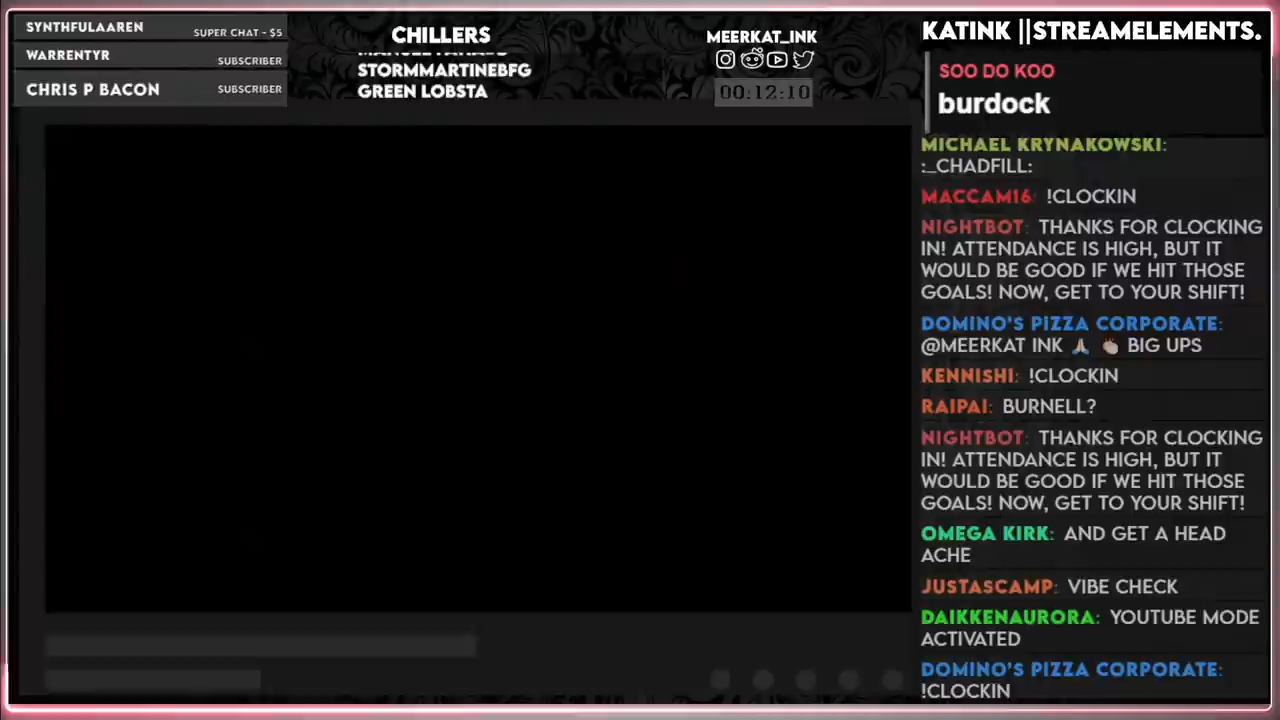 SYNTHFULAAREN SUPER CHAT - $5
WARRENTYR SUBSCRIBER
CHRIS P BACON SUBSCRIBER
CHILLERS
STORMMARTINEBFG
GREEN LOBSTA
MEERKAT_INK
00:12:10
KATINK ||STREAMELEMENTS.
SOO DO KOO
burdock
MICHAEL KRYNAKOWSKI:
:_CHADFILL:
MACCAM16: !CLOCKIN
NIGHTBOT: THANKS FOR CLOCKING
IN! ATTENDANCE IS HIGH, BUT IT
WOULD BE GOOD IF WE HIT THOSE
GOALS! NOW, GET TO YOUR SHIFT!
DOMINO'S PIZZA CORPORATE:
@MEERKAT INK 🙏🏼 👏🏼 BIG UPS
KENNISHI: !CLOCKIN
RAIPAI: BURNELL?
NIGHTBOT: THANKS FOR CLOCKING
IN! ATTENDANCE IS HIGH, BUT IT
WOULD BE GOOD IF WE HIT THOSE
GOALS! NOW, GET TO YOUR SHIFT!
OMEGA KIRK: AND GET A HEAD
ACHE
JUSTASCAMP: VIBE CHECK
DAIKKENAURORA: YOUTUBE MODE
ACTIVATED
DOMINO'S PIZZA CORPORATE:
!CLOCKIN